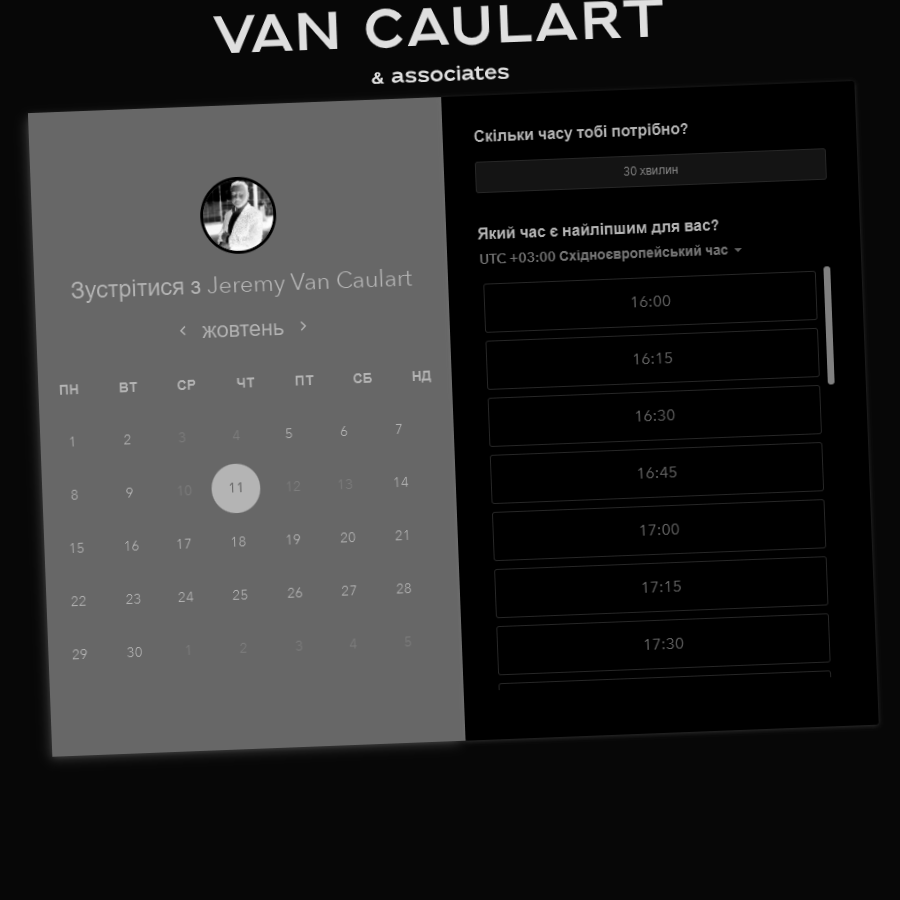 VAN CAULART
& associates
Зустрітися з Jeremy Van Caulart
жовтень
ПН ВТ СР ЧТ ПТ СБ НД
1 2 3 4 5 6 7
8 9 10 11 12 13 14
15 16 17 18 19 20 21
22 23 24 25 26 27 28
29 30 1 2 3 4 5
Скільки часу тобі потрібно?
30 хвилин
Який час є найліпшим для вас?
UTC +03:00 Східноєвропейський час
16:00
16:15
16:30
16:45
17:00
17:15
17:30